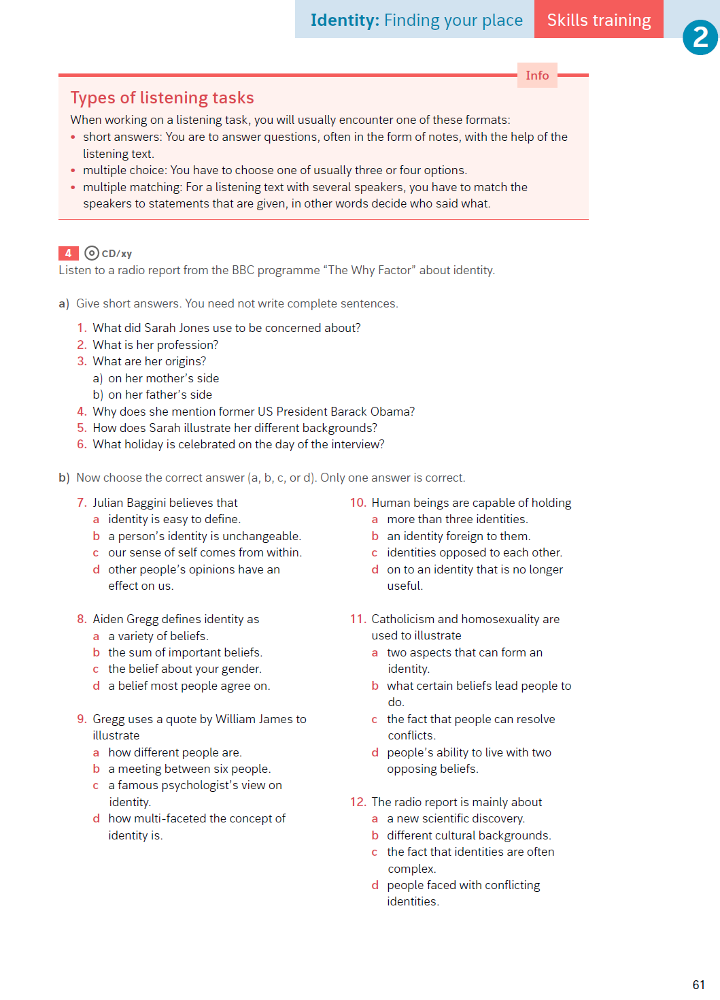 Identity: Finding your place
Skills training
2
Info
Types of listening tasks
When working on a listening task, you will usually encounter one of these formats:
• short answers: You are to answer questions, often in the form of notes, with the help of the
listening text.
• multiple choice: You have to choose one of usually three or four options.
• multiple matching: For a listening text with several speakers, you have to match the
speakers to statements that are given, in other words decide who said what.
4 CD/xy
Listen to a radio report from the BBC programme “The Why Factor” about identity.
a) Give short answers. You need not write complete sentences.
1. What did Sarah Jones use to be concerned about?
2. What is her profession?
3. What are her origins?
a) on her mother’s side
b) on her father’s side
4. Why does she mention former US President Barack Obama?
5. How does Sarah illustrate her different backgrounds?
6. What holiday is celebrated on the day of the interview?
b) Now choose the correct answer (a, b, c, or d). Only one answer is correct.
7. Julian Baggini believes that
a identity is easy to define.
b a person’s identity is unchangeable.
c our sense of self comes from within.
d other people’s opinions have an
effect on us.
8. Aiden Gregg defines identity as
a a variety of beliefs.
b the sum of important beliefs.
c the belief about your gender.
d a belief most people agree on.
9. Gregg uses a quote by William James to
illustrate
a how different people are.
b a meeting between six people.
c a famous psychologist’s view on
identity.
d how multi-faceted the concept of
identity is.
10. Human beings are capable of holding
a more than three identities.
b an identity foreign to them.
c identities opposed to each other.
d on to an identity that is no longer
useful.
11. Catholicism and homosexuality are
used to illustrate
a two aspects that can form an
identity.
b what certain beliefs lead people to
do.
c the fact that people can resolve
conflicts.
d people’s ability to live with two
opposing beliefs.
12. The radio report is mainly about
a a new scientific discovery.
b different cultural backgrounds.
c the fact that identities are often
complex.
d people faced with conflicting
identities.
61